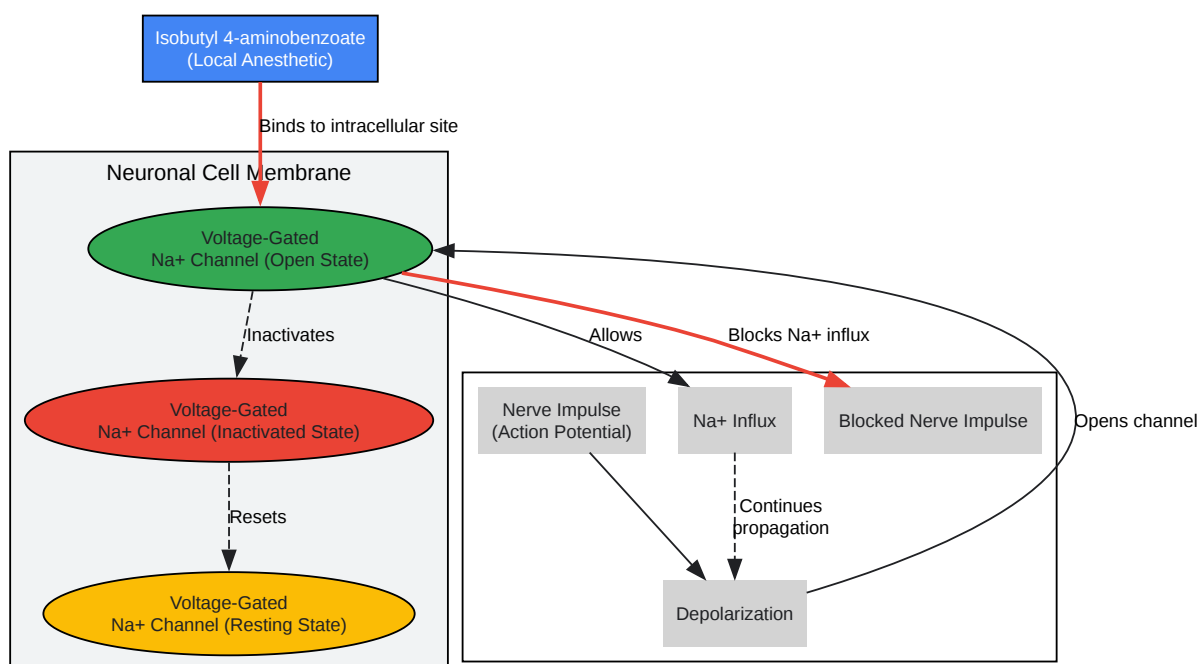 Isobutyl 4-aminobenzoate
(Local Anesthetic)
Binds to intracellular site
Neuronal Cell Membrane
Voltage-Gated
Na+ Channel (Open State)
Inactivates
Allows
Blocks Na+ influx
Voltage-Gated
Na+ Channel (Inactivated State)
Nerve Impulse
(Action Potential)
Na+ Influx
Blocked Nerve Impulse
Opens channel
Resets
Continues
propagation
Voltage-Gated
Na+ Channel (Resting State)
Depolarization